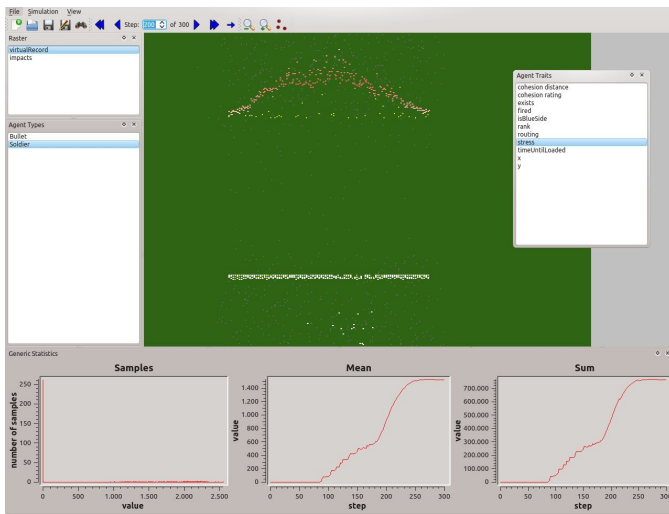 File Simulation View
Step: 200 of 300
Raster
virtualRecord
impacts
Agent Types
Bullet
Soldier
Agent Traits
cohesion distance
cohesion rating
exists
fired
isBlueSide
rank
routing
stress
timeUntilLoaded
x
y
Generic Statistics
Samples
number of samples
250
200
150
100
50
0
0 500 1.000 1.500 2.000 2.500
value
Mean
value
1.400
1.200
1.000
800
600
400
200
0
0 50 100 150 200 250 300
step
Sum
value
700.000
600.000
500.000
400.000
300.000
200.000
100.000
0
0 50 100 150 200 250 300
step